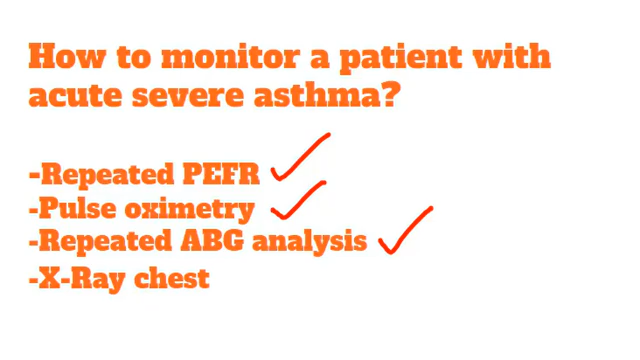 How to monitor a patient with
acute severe asthma?
-Repeated PEFR
-Pulse oximetry
-Repeated ABG analysis
-X-Ray chest